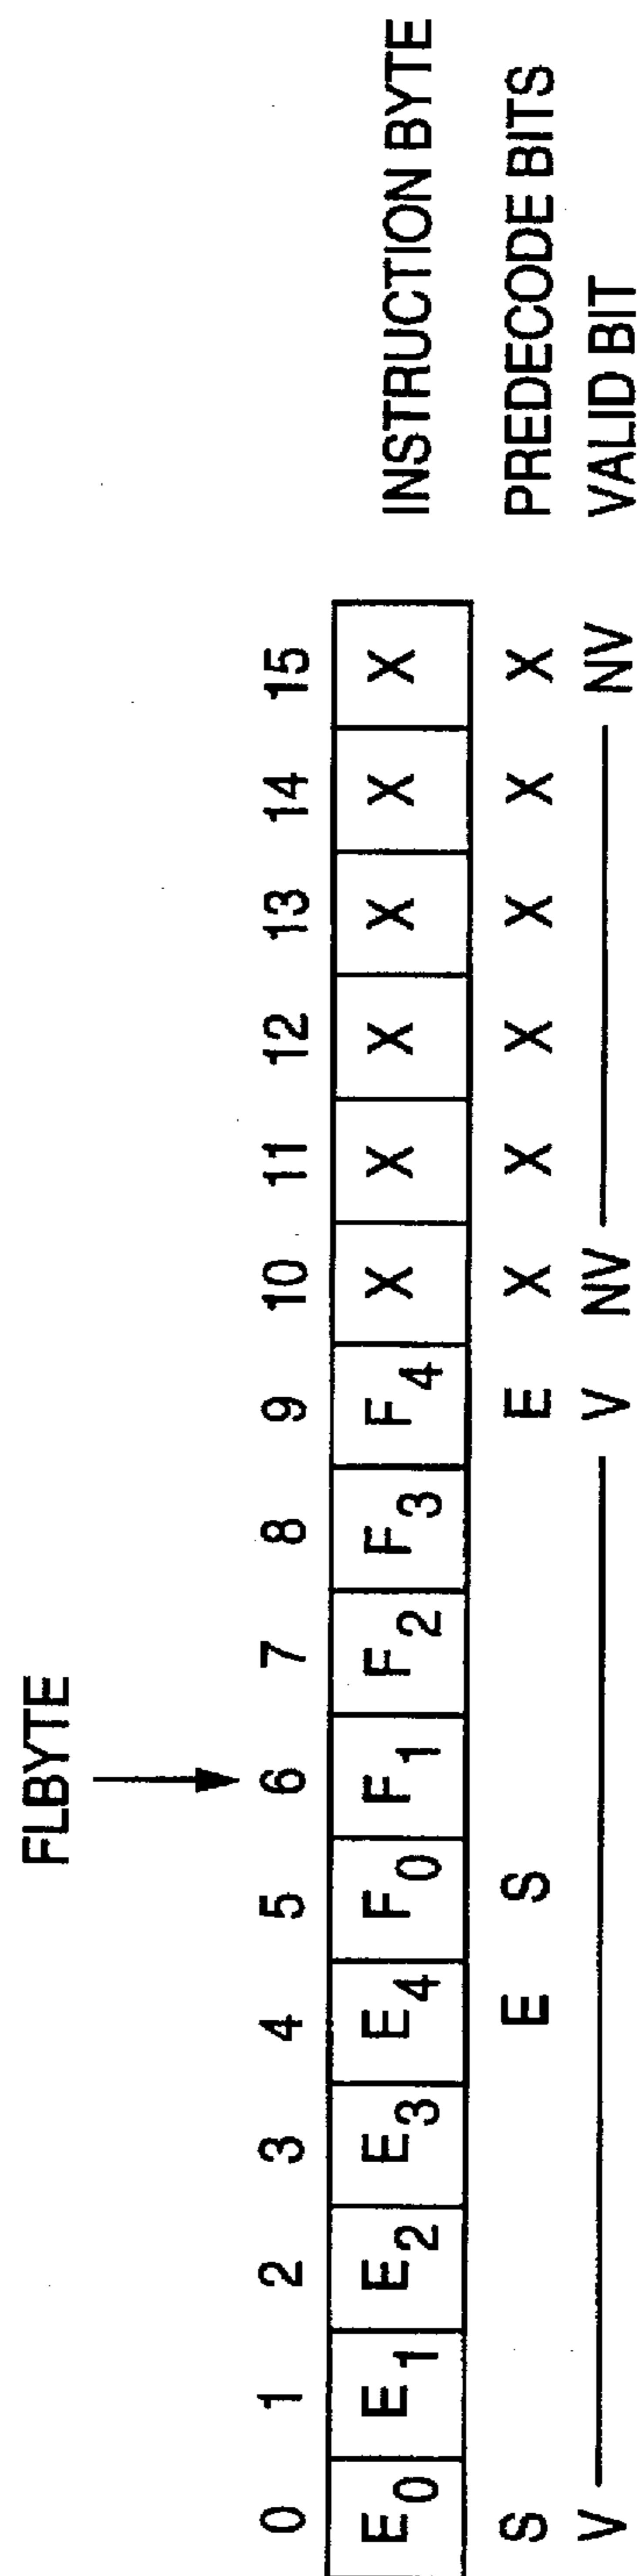 FLBYTE
0 1 2 3 4 5 6 7 8 9 10 11 12 13 14 15
E0 E1 E2 E3 E4 F0 F1 F2 F3 F4 X X X X X X INSTRUCTION BYTE
S E S E X X X X X X PREDECODE BITS
V V NV NV VALID BIT